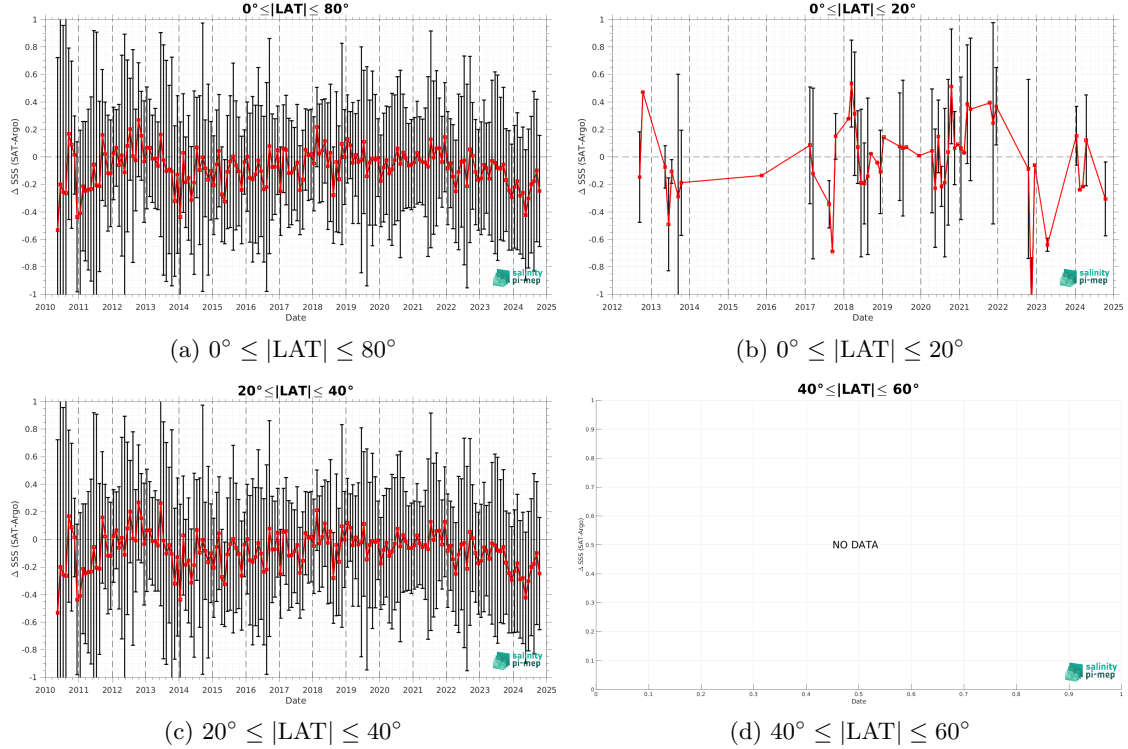 0°≤|LAT|≤ 80°
Δ SSS (SAT-Argo)
1
0.8
0.6
0.4
0.2
0
-0.2
-0.4
-0.6
-0.8
-1
2010 2011 2012 2013 2014 2015 2016 2017 2018 2019 2020 2021 2022 2023 2024 2025
Date
salinity
pi-mep
(a) 0° ≤ |LAT| ≤ 80°
0°≤|LAT|≤ 20°
Δ SSS (SAT-Argo)
1
0.8
0.6
0.4
0.2
0
-0.2
-0.4
-0.6
-0.8
-1
2012 2013 2014 2015 2016 2017 2018 2019 2020 2021 2022 2023 2024 2025
Date
salinity
pi-mep
(b) 0° ≤ |LAT| ≤ 20°
20°≤|LAT|≤ 40°
Δ SSS (SAT-Argo)
1
0.8
0.6
0.4
0.2
0
-0.2
-0.4
-0.6
-0.8
-1
2010 2011 2012 2013 2014 2015 2016 2017 2018 2019 2020 2021 2022 2023 2024 2025
Date
salinity
pi-mep
(c) 20° ≤ |LAT| ≤ 40°
40°≤|LAT|≤ 60°
Δ SSS (SAT-Argo)
1
0.9
0.8
0.7
0.6
0.5
0.4
0.3
0.2
0.1
0
NO DATA
0 0.1 0.2 0.3 0.4 0.5 0.6 0.7 0.8 0.9 1
Date
salinity
pi-mep
(d) 40° ≤ |LAT| ≤ 60°